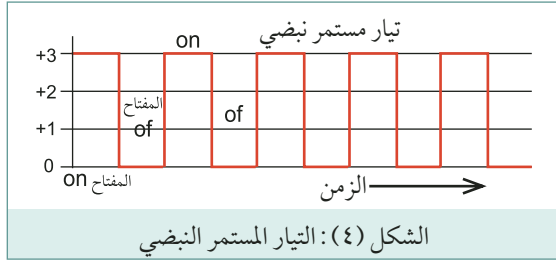 تيار مستمر نبضي
on
+3
+2
المفتاح
of
of
+1
0
on المفتاح
الزمن
الشكل (٤): التيار المستمر النبضي